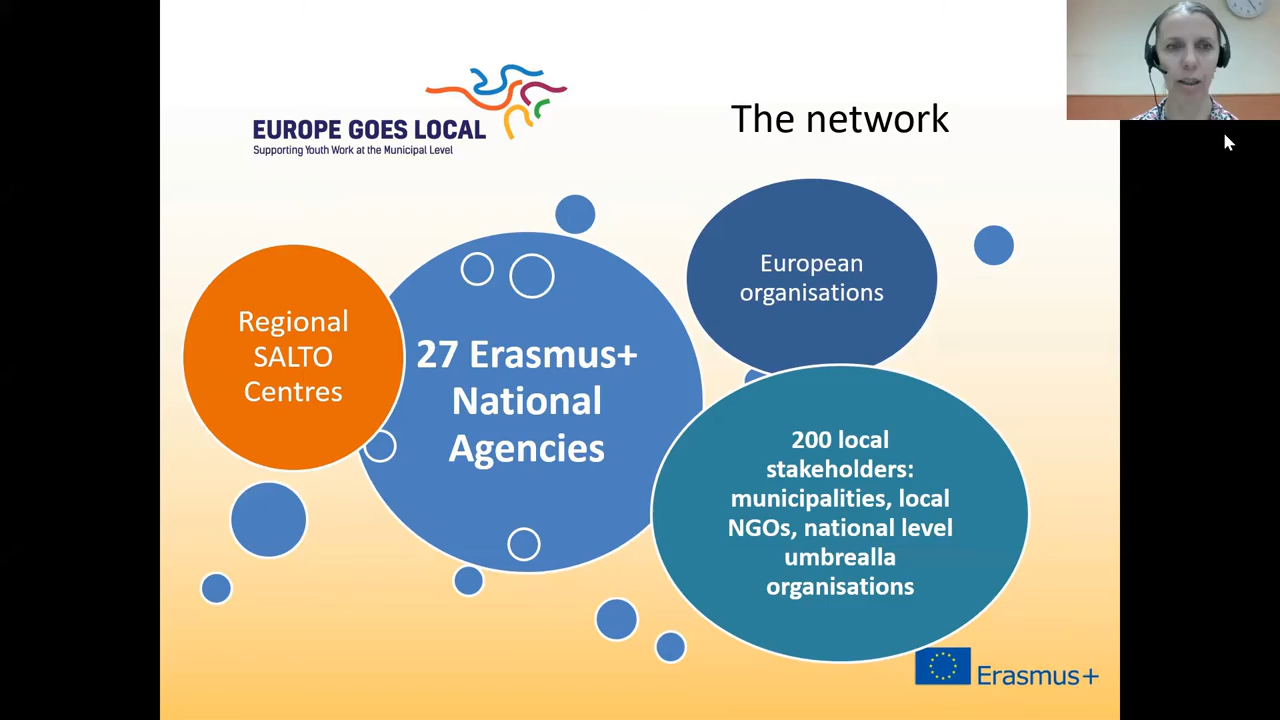 EUROPE GOES LOCAL
Supporting Youth Work at the Municipal Level
The network
Regional
SALTO
Centres
27 Erasmus+
National
Agencies
European
organisations
200 local
stakeholders:
municipalities, local
NGOs, national level
umbrealla
organisations
Erasmus+